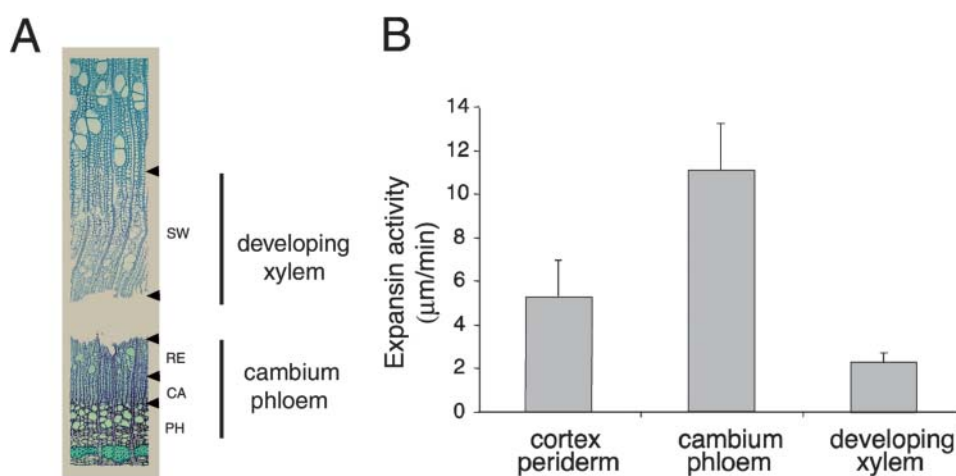 A
SW
developing
xylem
RE
CA
PH
cambium
phloem
B
Expansin activity
(μm/min)
14
12
10
8
6
4
2
0
cortex
periderm
cambium
phloem
developing
xylem